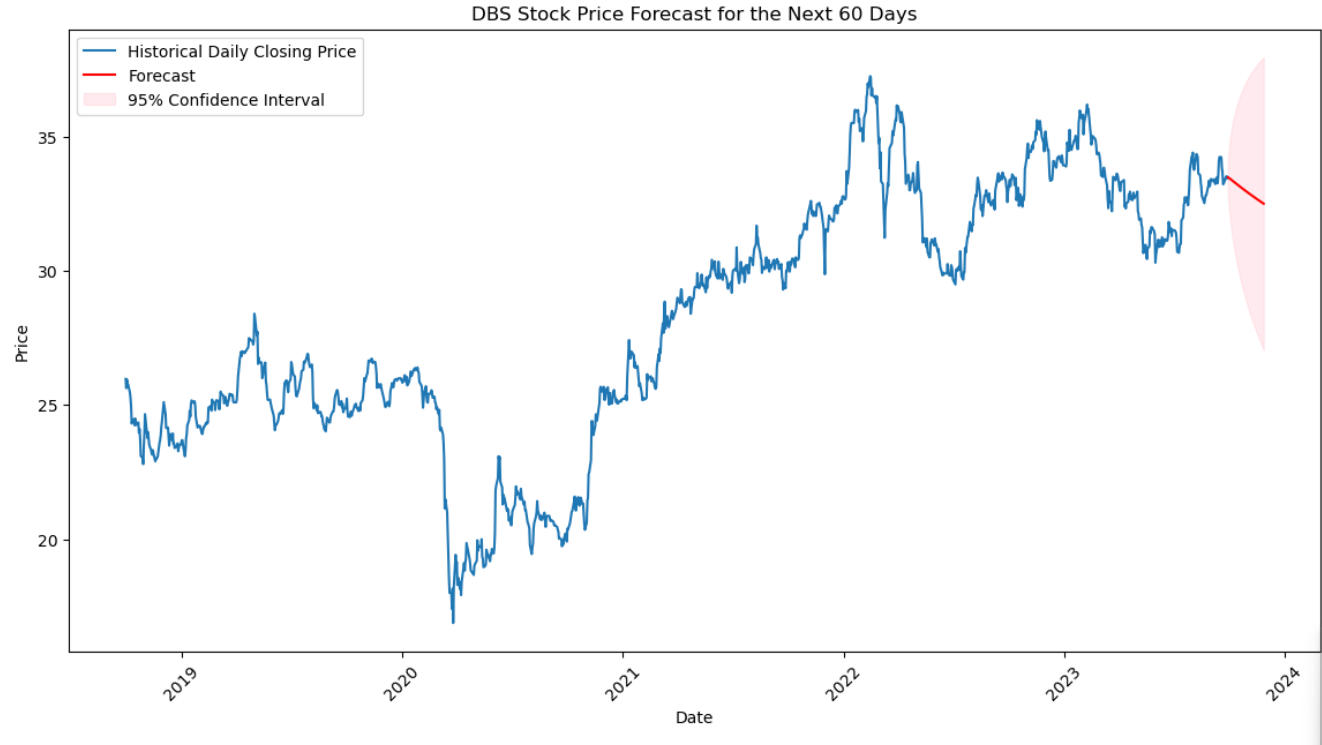 DBS Stock Price Forecast for the Next 60 Days
Historical Daily Closing Price
Forecast
95% Confidence Interval
35
30
25
20
Price
2019
2020
2021
2022
2023
2024
Date